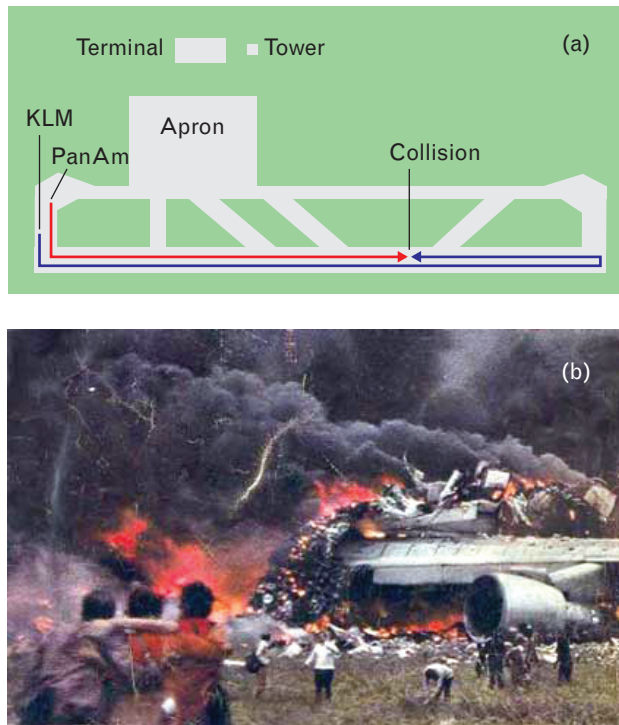 Terminal
Tower
(a)
KLM
PanAm
Apron
Collision
(b)